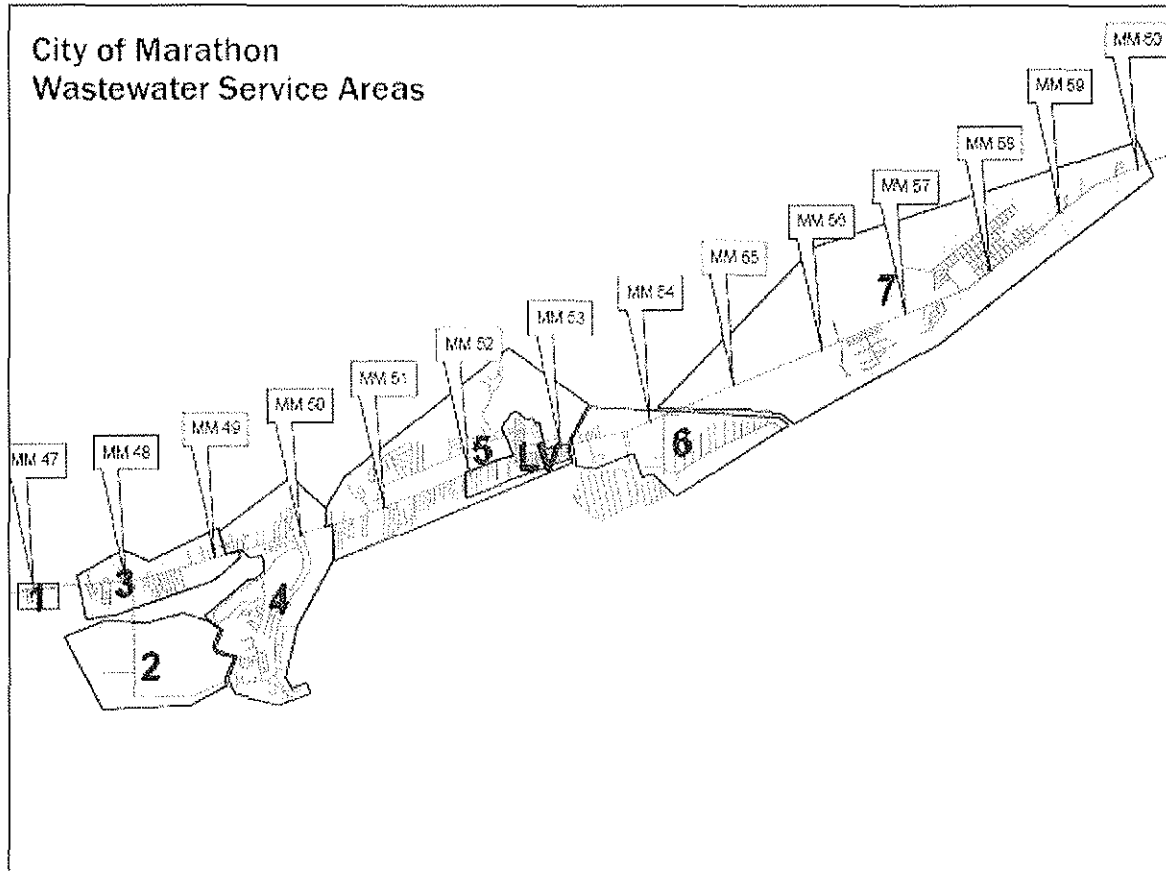 City of Marathon
Wastewater Service Areas
MM 60
MM 59
MM 58
MM 57
MM 56
MM 55
MM 54
MM 53
MM 52
MM 51
MM 50
MM 49
MM 48
MM 47
7
6
5
LV
4
3
1
2